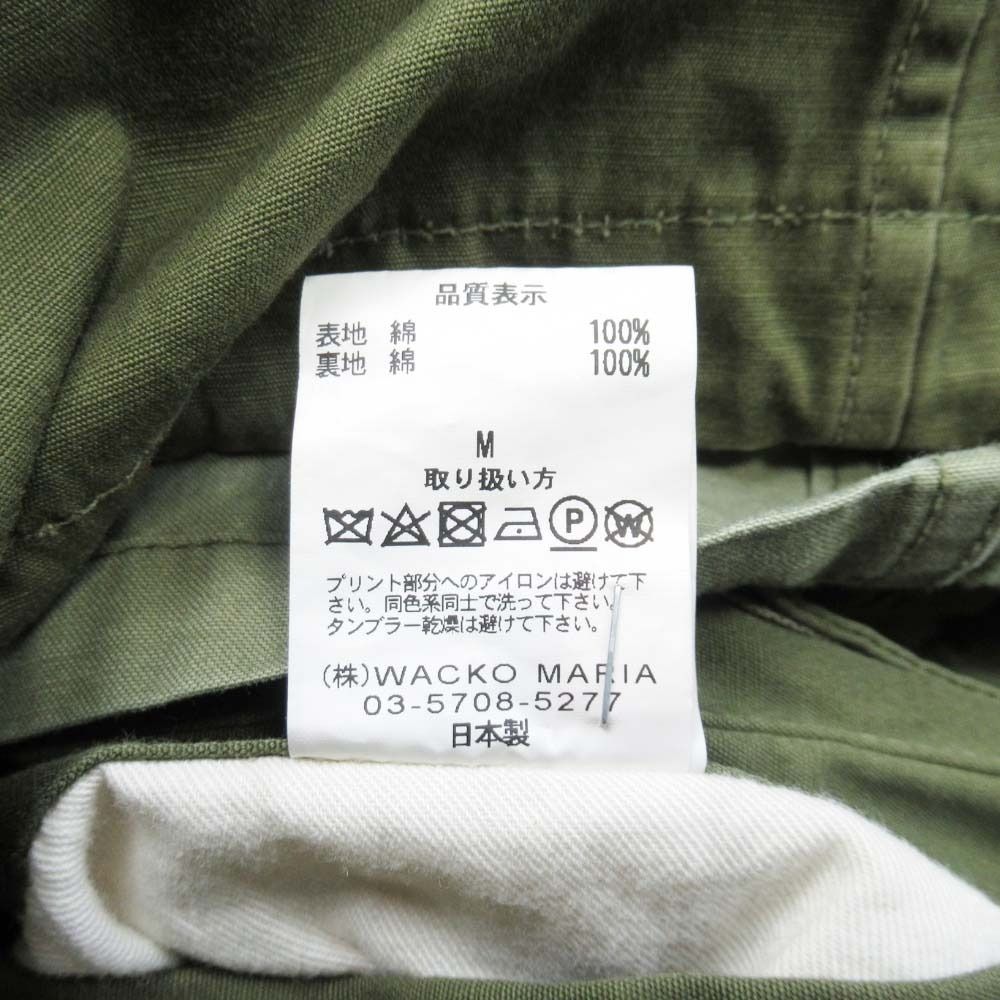 品質表示
表地 綿 100%
裏地 綿 100%
M
取り扱い方
P W
プリント部分へのアイロンは避けて下
さい。同色系同士で洗って下さい。
タンブラー乾燥は避けて下さい。
(株)WACKO MARIA
03-5708-5277
日本製